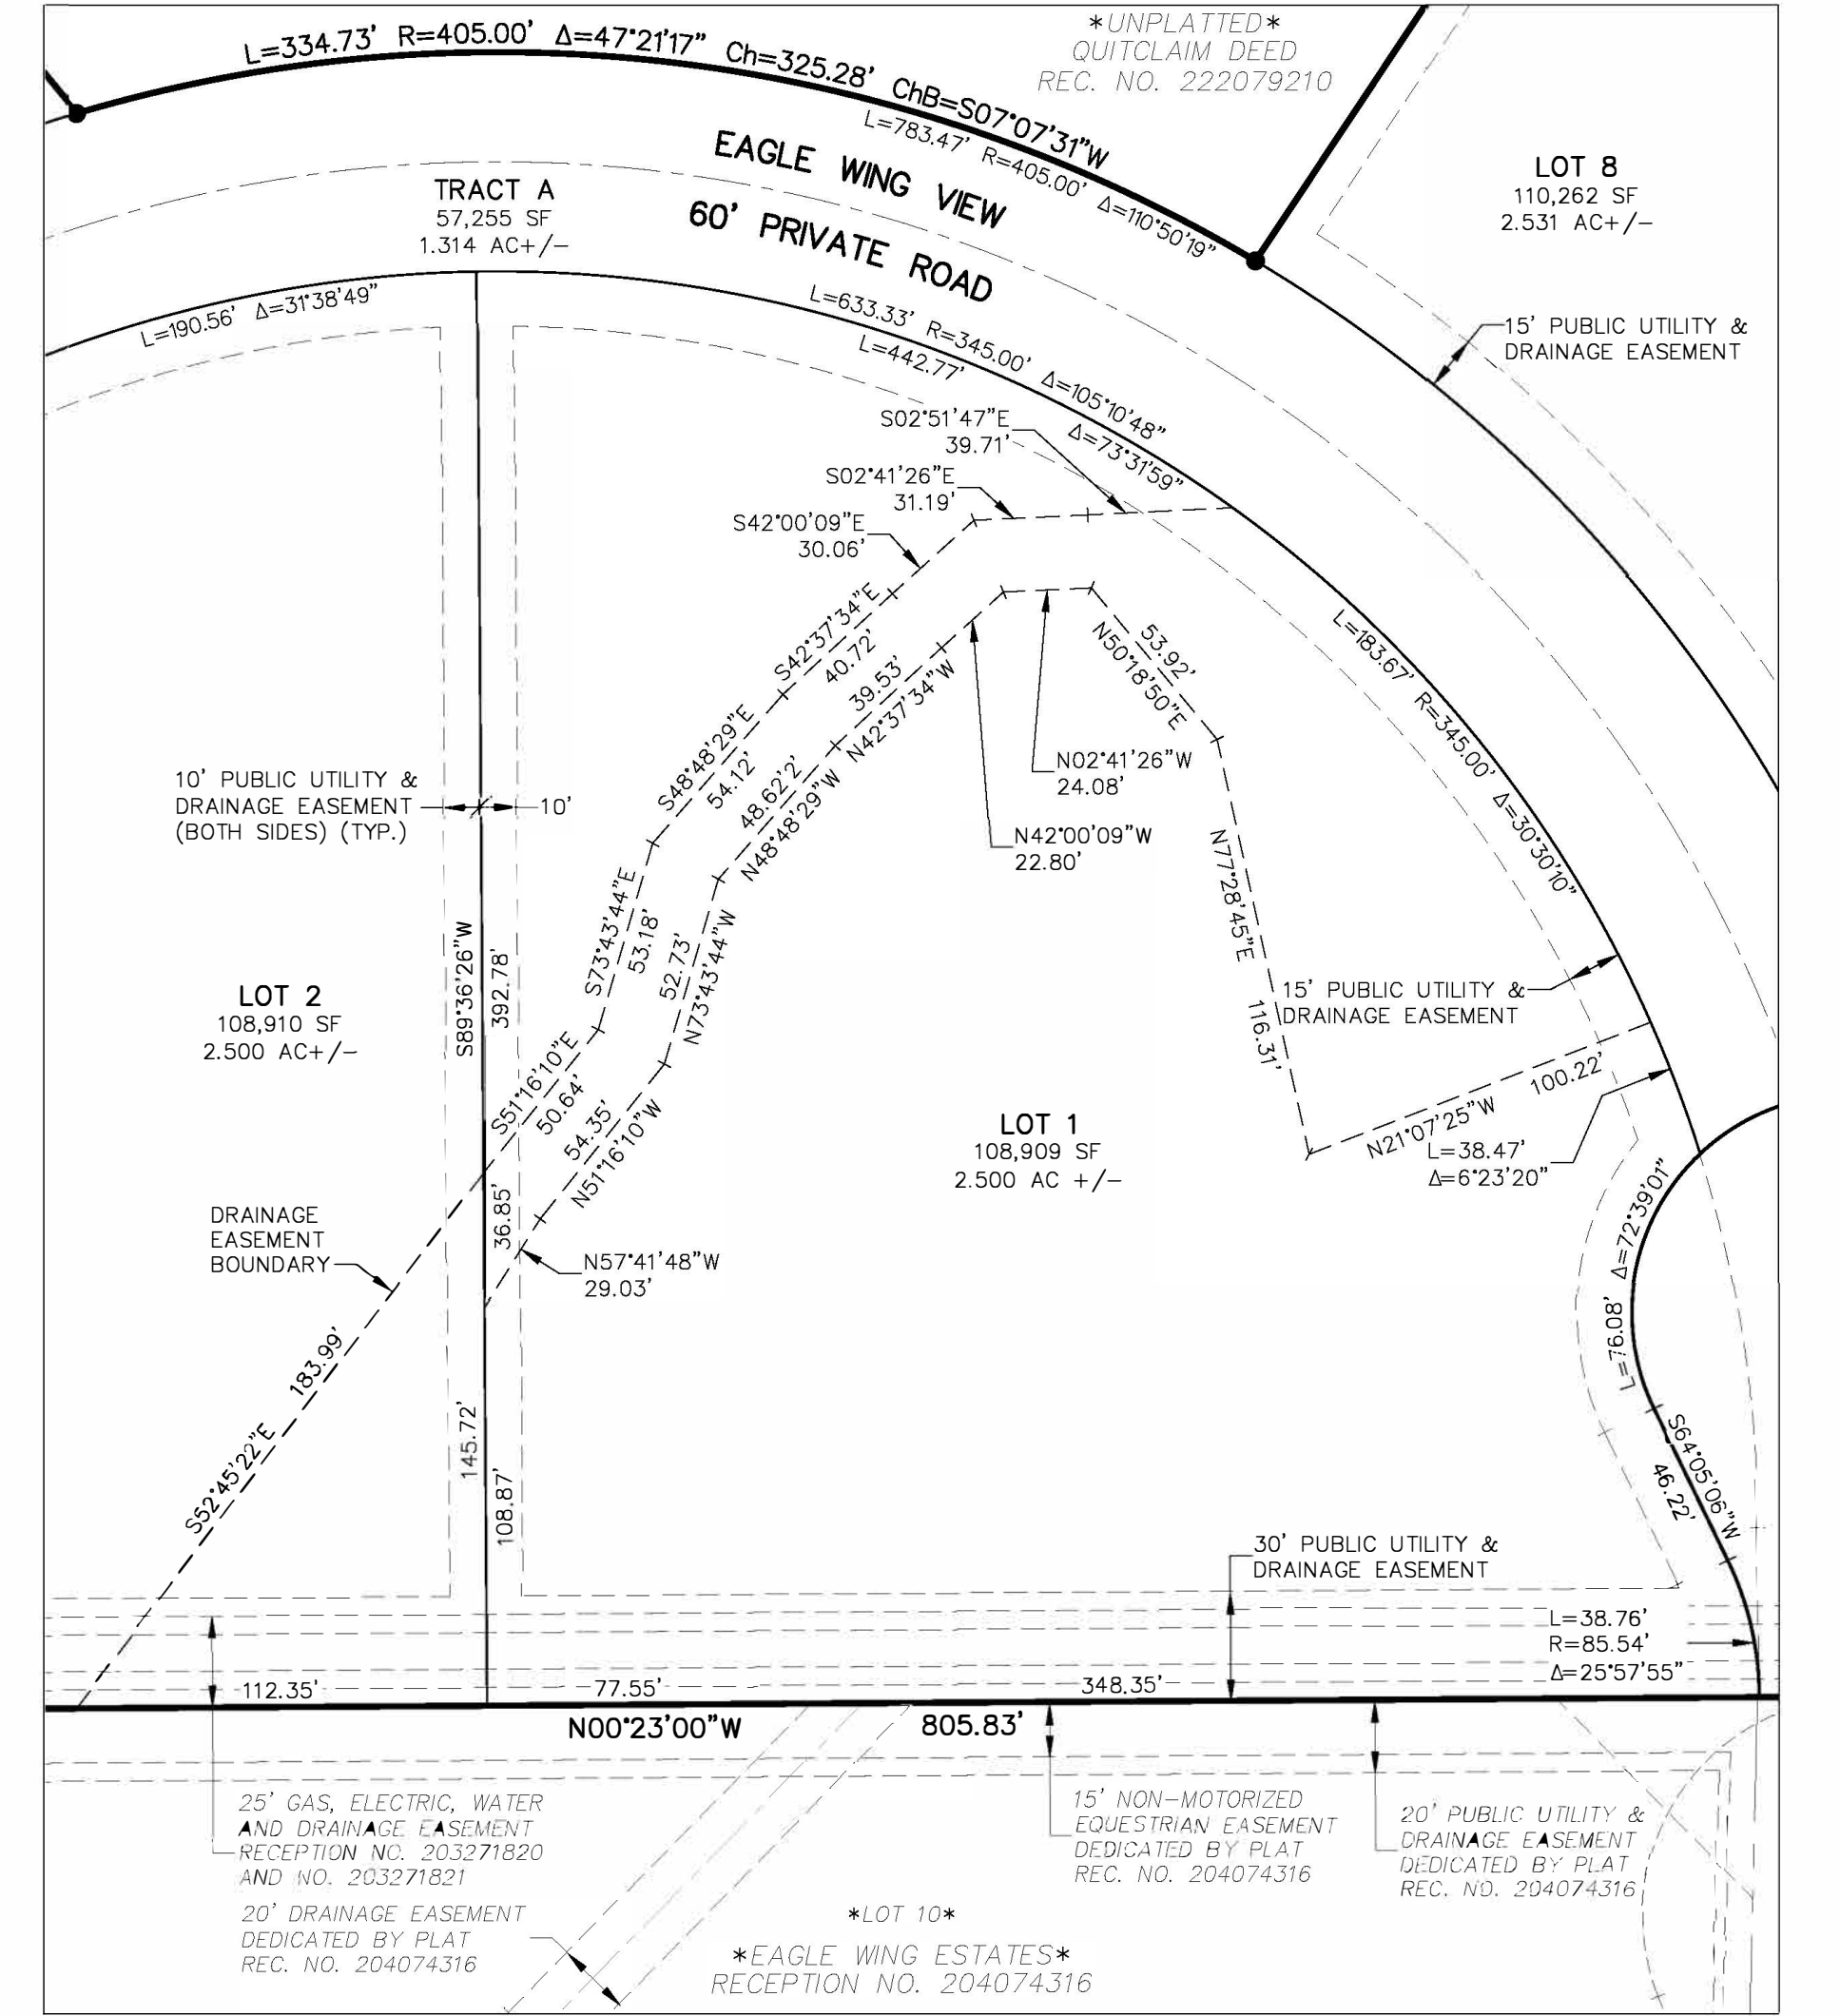 *UNPLATTED*
QUITCLAIM DEED
REC. NO. 222079210
L=334.73' R=405.00' Δ=47°21'17" Ch=325.28' ChB=S07°07'31"W
L=783.47' R=405.00' Δ=110°50'19"
EAGLE WING VIEW
60' PRIVATE ROAD
TRACT A
57,255 SF
1.314 AC+/-
LOT 8
110,262 SF
2.531 AC+/-
15' PUBLIC UTILITY &
DRAINAGE EASEMENT
L=190.56' Δ=31°38'49"
L=633.33' R=345.00' Δ=105°10'48"
L=442.77' Δ=73°31'59"
S02°51'47"E
39.71'
S02°41'26"E
31.19'
S42°00'09"E
30.06'
S42°37'34"E
40.72'
39.53'
N42°37'34"W
53.92'
N50°18'50"E
L=183.67' R=345.00' Δ=30°30'10"
S48°48'29"E
54.12'
48.62'2'
N48°48'29"W
N02°41'26"W
24.08'
N42°00'09"W
22.80'
10' PUBLIC UTILITY &
DRAINAGE EASEMENT
(BOTH SIDES) (TYP.)
10'
N77°28'45"E
116.31'
S73°43'44"E
53.18'
52.73'
N73°43'44"W
S89°36'26"W
392.78'
LOT 2
108,910 SF
2.500 AC+/-
15' PUBLIC UTILITY &
DRAINAGE EASEMENT
S51°16'10"E
50.64'
54.35'
N51°16'10"W
LOT 1
108,909 SF
2.500 AC +/-
N21°07'25"W 100.22'
L=38.47'
Δ=6°23'20"
L=76.08' Δ=72°39'01"
DRAINAGE
EASEMENT
BOUNDARY
36.85'
N57°41'48"W
29.03'
S52°45'22"E 183.99'
145.72'
108.87'
S64°05'06"W
46.22'
30' PUBLIC UTILITY &
DRAINAGE EASEMENT
L=38.76'
R=85.54'
Δ=25°57'55"
112.35'
77.55'
348.35'
N00°23'00"W 805.83'
25' GAS, ELECTRIC, WATER
AND DRAINAGE EASEMENT
RECEPTION NO. 203271820
AND NO. 203271821
15' NON-MOTORIZED
EQUESTRIAN EASEMENT
DEDICATED BY PLAT
REC. NO. 204074316
20' PUBLIC UTILITY &
DRAINAGE EASEMENT
DEDICATED BY PLAT
REC. NO. 204074316
20' DRAINAGE EASEMENT
DEDICATED BY PLAT
REC. NO. 204074316
*LOT 10*
*EAGLE WING ESTATES*
RECEPTION NO. 204074316